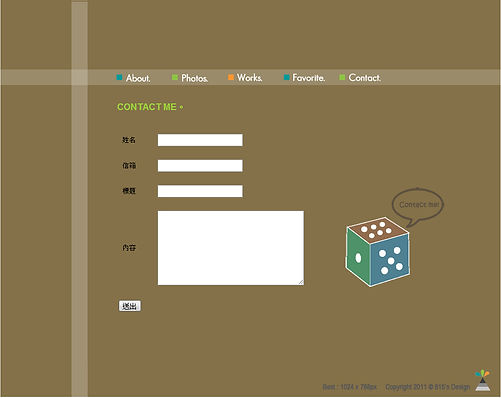 About. Photos. Works. Favorite. Contact.
CONTACT ME。
姓名
信箱
標題
Contact me!
內容
送出
Best : 1024 x 768px Copyright 2011 © 815's Design